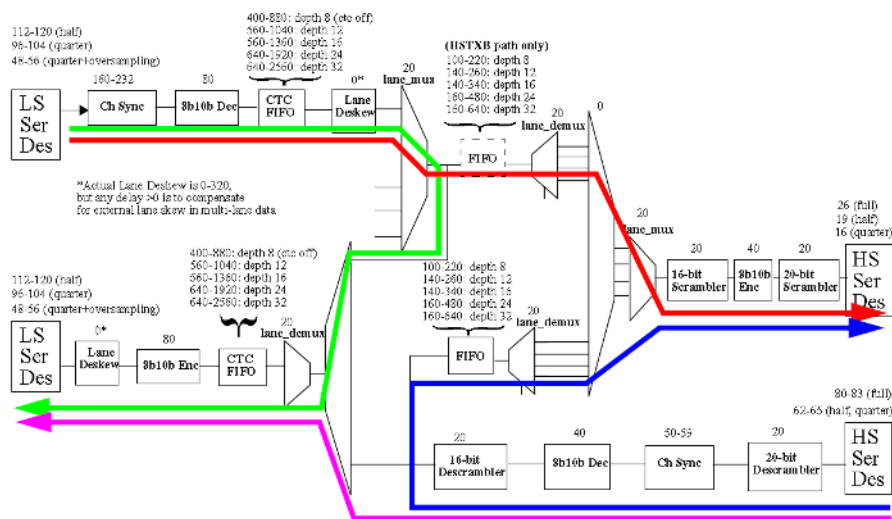 112-120 (half)
96-104 (quarter)
48-56 (quarter+oversampling)
LS
Ser
Des
160-232
Ch Sync
80
8b10b Dec
400-880: depth 8 (ctc off)
560-1040: depth 12
560-1360: depth 16
640-1920: depth 24
640-2560: depth 32
CTC
FIFO
0*
Lane
Deskew
20
lane_mux
(HSTXB path only)
100-220: depth 8
140-260: depth 12
140-340: depth 16
160-480: depth 24
160-640: depth 32
FIFO
20
lane_demux
0
*Actual Lane Deskew is 0-320,
but any delay >0 is to compensate
for external lane skew in multi-lane data.
20
lane_mux
20
16-bit
Scrambler
40
8b10b
Enc
20
20-bit
Scrambler
26 (full)
19 (half)
16 (quarter)
HS
Ser
Des
112-120 (half)
96-104 (quarter)
48-56 (quarter+oversampling)
LS
Ser
Des
0*
Lane
Deskew
80
8b10b Enc
400-880: depth 8 (ctc off)
560-1040: depth 12
560-1360: depth 16
640-1920: depth 24
640-2560: depth 32
CTC
FIFO
20
lane_demux
100-220: depth 8
140-260: depth 12
140-340: depth 16
160-480: depth 24
160-640: depth 32
FIFO
20
lane_demux
20
16-bit
Descrambler
40
8b10b Dec
50-59
Ch Sync
20
20-bit
Descrambler
80-83 (full)
62-65 (half, quarter)
HS
Ser
Des